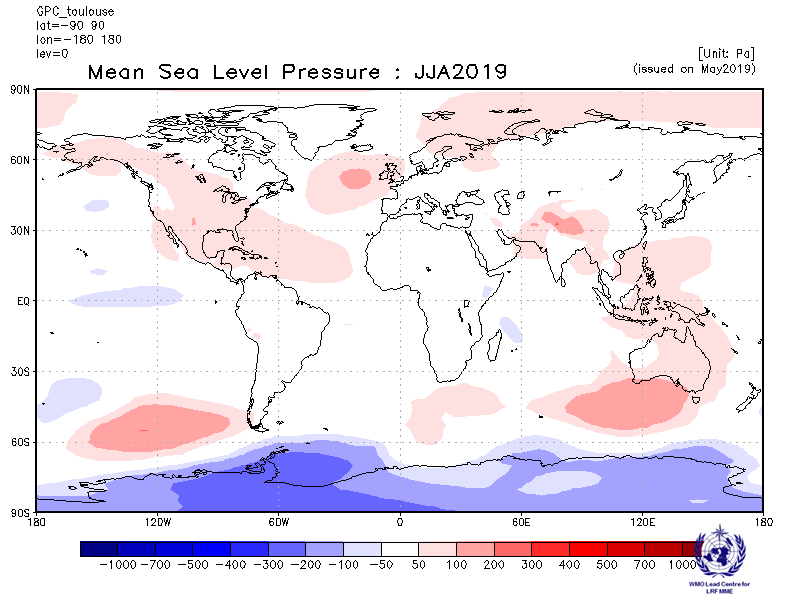 GPC_toulouse
lat=-90 90
lon=-180 180
lev=0
[Unit: Pa]
Mean Sea Level Pressure : JJA2019
(issued on May2019)
90N
60N
30N
EQ
30S
60S
90S
180 120W 60W 0 60E 120E 180
-1000 -700 -500 -400 -300 -200 -100 -50 50 100 200 300 400 500 700 1000
WMO Lead Centre for
LRF MME